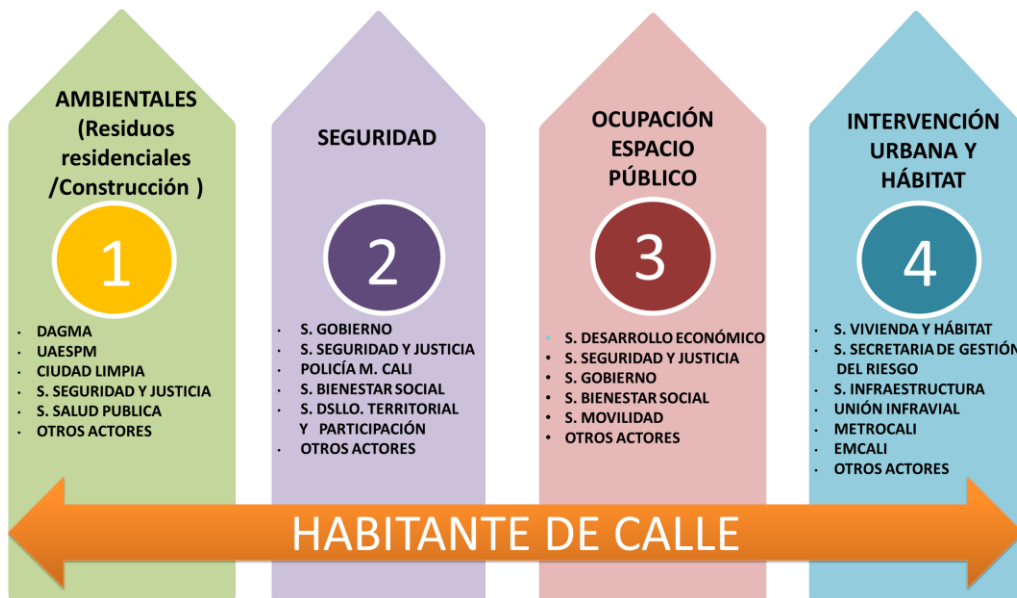 AMBIENTALES
(Residuos
residenciales
/Construcción )
1
· DAGMA
· UAESPM
· CIUDAD LIMPIA
· S. SEGURIDAD Y JUSTICIA
· S. SALUD PUBLICA
· OTROS ACTORES
SEGURIDAD
2
· S. GOBIERNO
· S. SEGURIDAD Y JUSTICIA
· POLICÍA M. CALI
· S. BIENESTAR SOCIAL
· S. DSLLO. TERRITORIAL
Y PARTICIPACIÓN
· OTROS ACTORES
OCUPACIÓN
ESPACIO
PÚBLICO
3
• S. DESARROLLO ECONÓMICO
• S. SEGURIDAD Y JUSTICIA
• S. GOBIERNO
• S. BIENESTAR SOCIAL
• S. MOVILIDAD
• OTROS ACTORES
INTERVENCIÓN
URBANA Y
HÁBITAT
4
· S. VIVIENDA Y HÁBITAT
· S. SECRETARIA DE GESTIÓN
DEL RIESGO
· S. INFRAESTRUCTURA
· UNIÓN INFRAVIAL
· METROCALI
· EMCALI
· OTROS ACTORES
HABITANTE DE CALLE